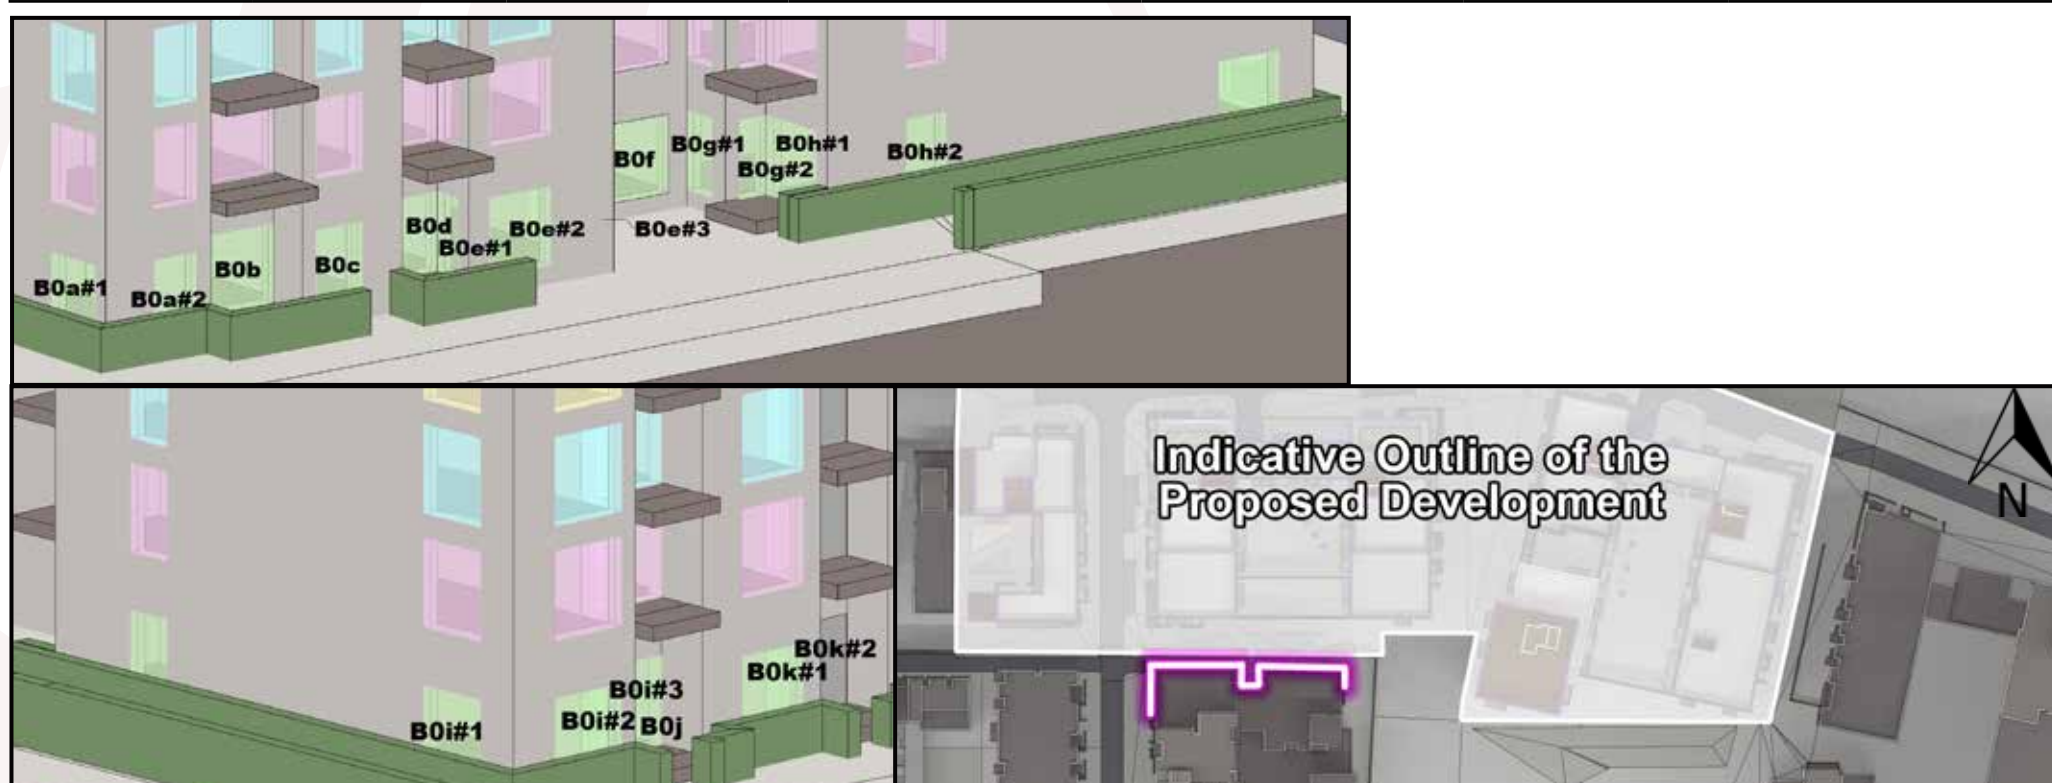 B0f
B0g#1
B0h#1
B0g#2
B0h#2
B0d
B0e#1
B0e#2
B0e#3
B0b
B0c
B0a#1
B0a#2
B0k#2
B0k#1
B0i#3
B0i#2
B0j
B0i#1
Indicative Outline of the
Proposed Development
N